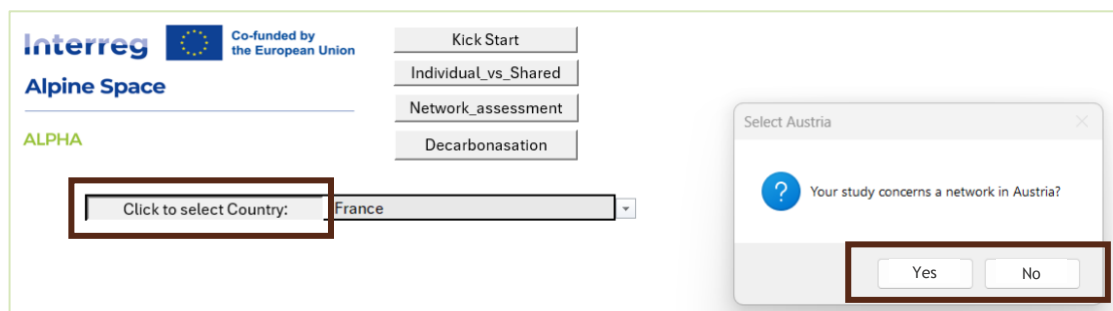 Interreg
Co-funded by
the European Union
Alpine Space
ALPHA
Kick Start
Individual_vs_Shared
Network_assessment
Decarbonasation
Click to select Country:
France
Select Austria
Your study concerns a network in Austria?
Yes
No